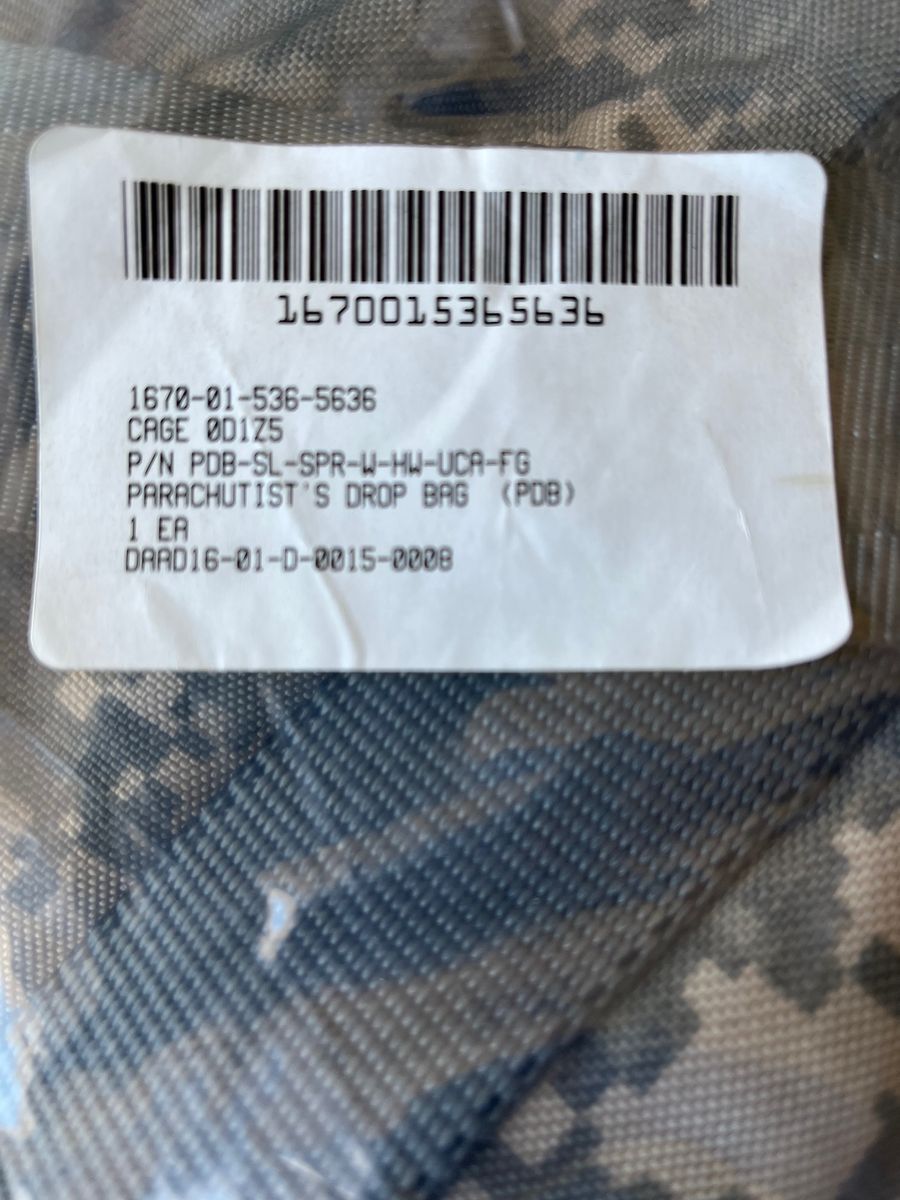 1670015365636
1670-01-536-5636
CAGE 0D1Z5
P/N PDB-SL-SPR-W-HW-UCA-FG
PARACHUTIST'S DROP BAG (PDB)
1 EA
DAAD16-01-D-0015-0008